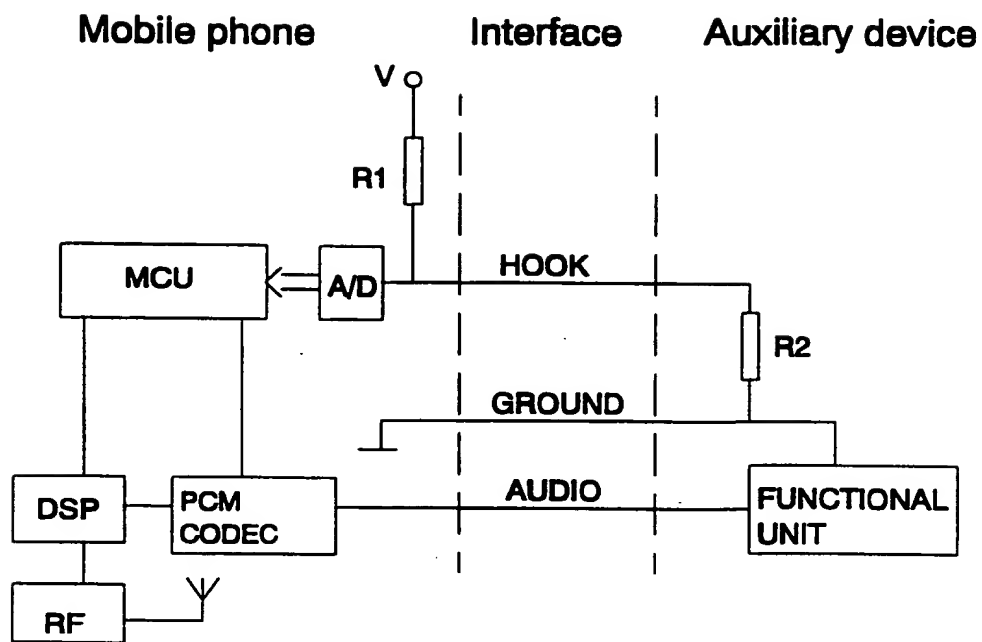 Mobile phone Interface Auxiliary device
V
R1
MCU
A/D
HOOK
R2
GROUND
DSP
PCM
CODEC
AUDIO
FUNCTIONAL
UNIT
RF